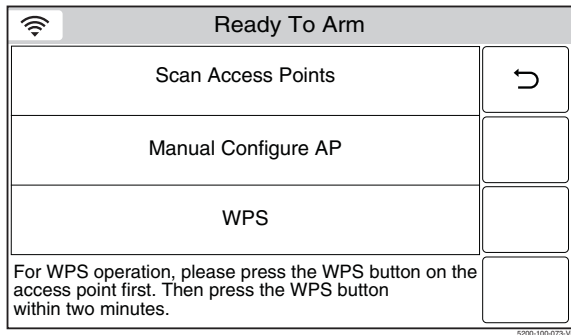 Ready To Arm
Scan Access Points
Manual Configure AP
WPS
For WPS operation, please press the WPS button on the
access point first. Then press the WPS button
within two minutes.
5200-100-073-V